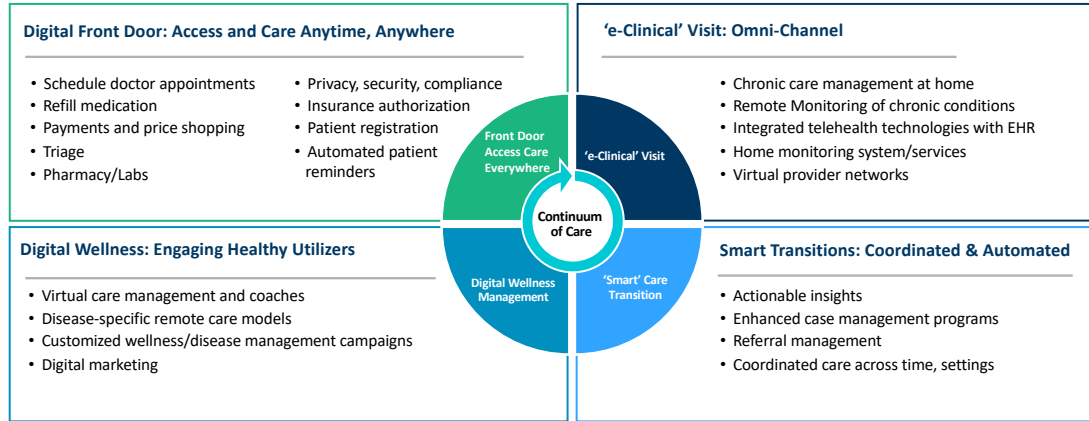 Digital Front Door: Access and Care Anytime, Anywhere
• Schedule doctor appointments
• Refill medication
• Payments and price shopping
• Triage
• Pharmacy/Labs
• Privacy, security, compliance
• Insurance authorization
• Patient registration
• Automated patient
reminders
‘e-Clinical’ Visit: Omni-Channel
• Chronic care management at home
• Remote Monitoring of chronic conditions
• Integrated telehealth technologies with EHR
• Home monitoring system/services
• Virtual provider networks
Front Door
Access Care
Everywhere
‘e-Clinical’ Visit
Continuum
of Care
Digital Wellness
Management
‘Smart’ Care
Transition
Digital Wellness: Engaging Healthy Utilizers
• Virtual care management and coaches
• Disease-specific remote care models
• Customized wellness/disease management campaigns
• Digital marketing
Smart Transitions: Coordinated & Automated
• Actionable insights
• Enhanced case management programs
• Referral management
• Coordinated care across time, settings